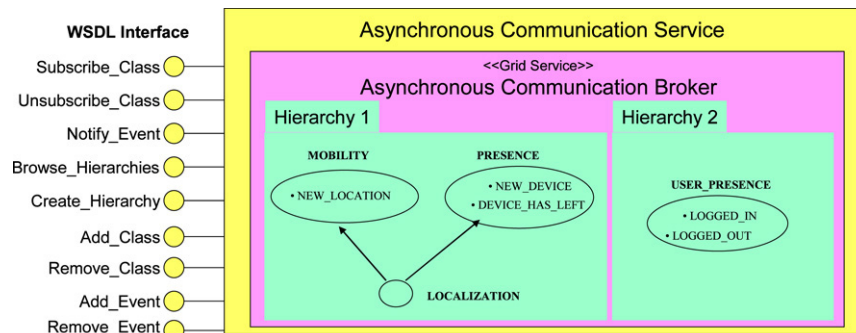 WSDL Interface
Subscribe_Class
Unsubscribe_Class
Notify_Event
Browse_Hierarchies
Create_Hierarchy
Add_Class
Remove_Class
Add_Event
Remove_Event
Asynchronous Communication Service
<<Grid Service>>
Asynchronous Communication Broker
Hierarchy 1
MOBILITY
• NEW_LOCATION
PRESENCE
• NEW_DEVICE
• DEVICE_HAS_LEFT
LOCALIZATION
Hierarchy 2
USER_PRESENCE
• LOGGED_IN
• LOGGED_OUT